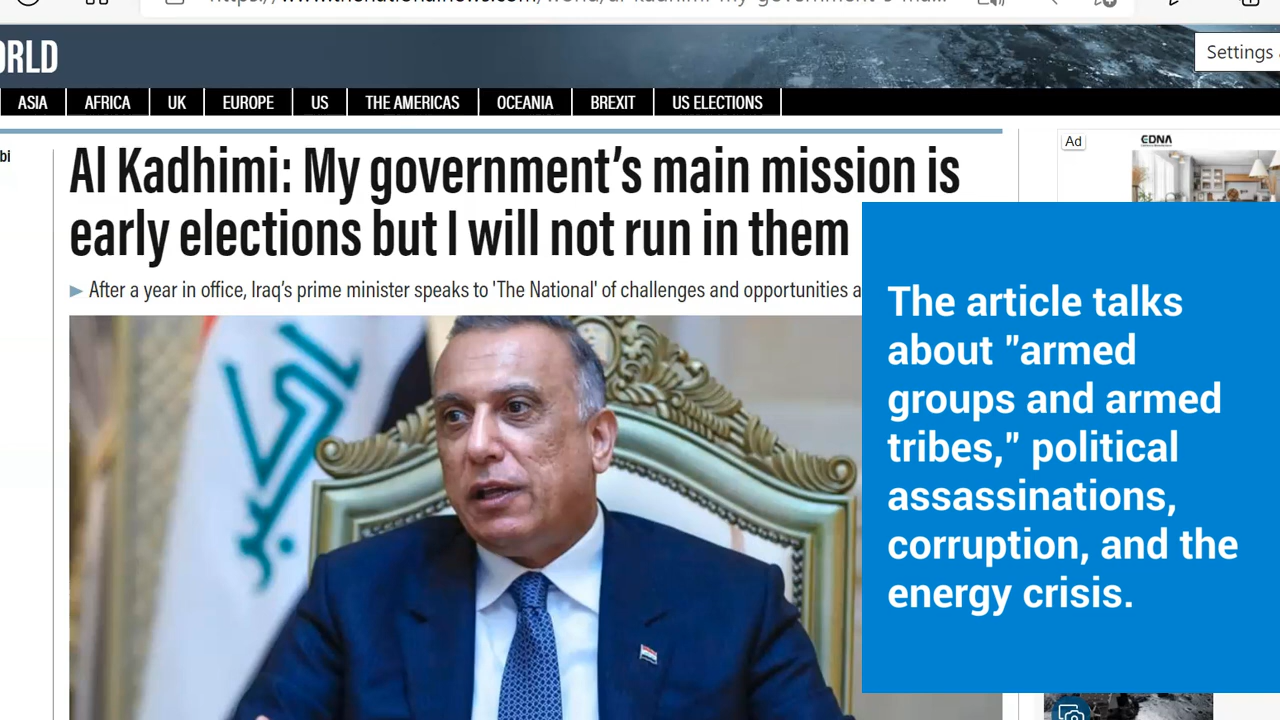 ORLD
Settings
ASIA
AFRICA
UK
EUROPE
US
THE AMERICAS
OCEANIA
BREXIT
US ELECTIONS
bi
Ad
EDNA
Al Kadhimi: My government’s main mission is
early elections but I will not run in them
► After a year in office, Iraq’s prime minister speaks to 'The National' of challenges and opportunities a
The article talks
about "armed
groups and armed
tribes," political
assassinations,
corruption, and the
energy crisis.